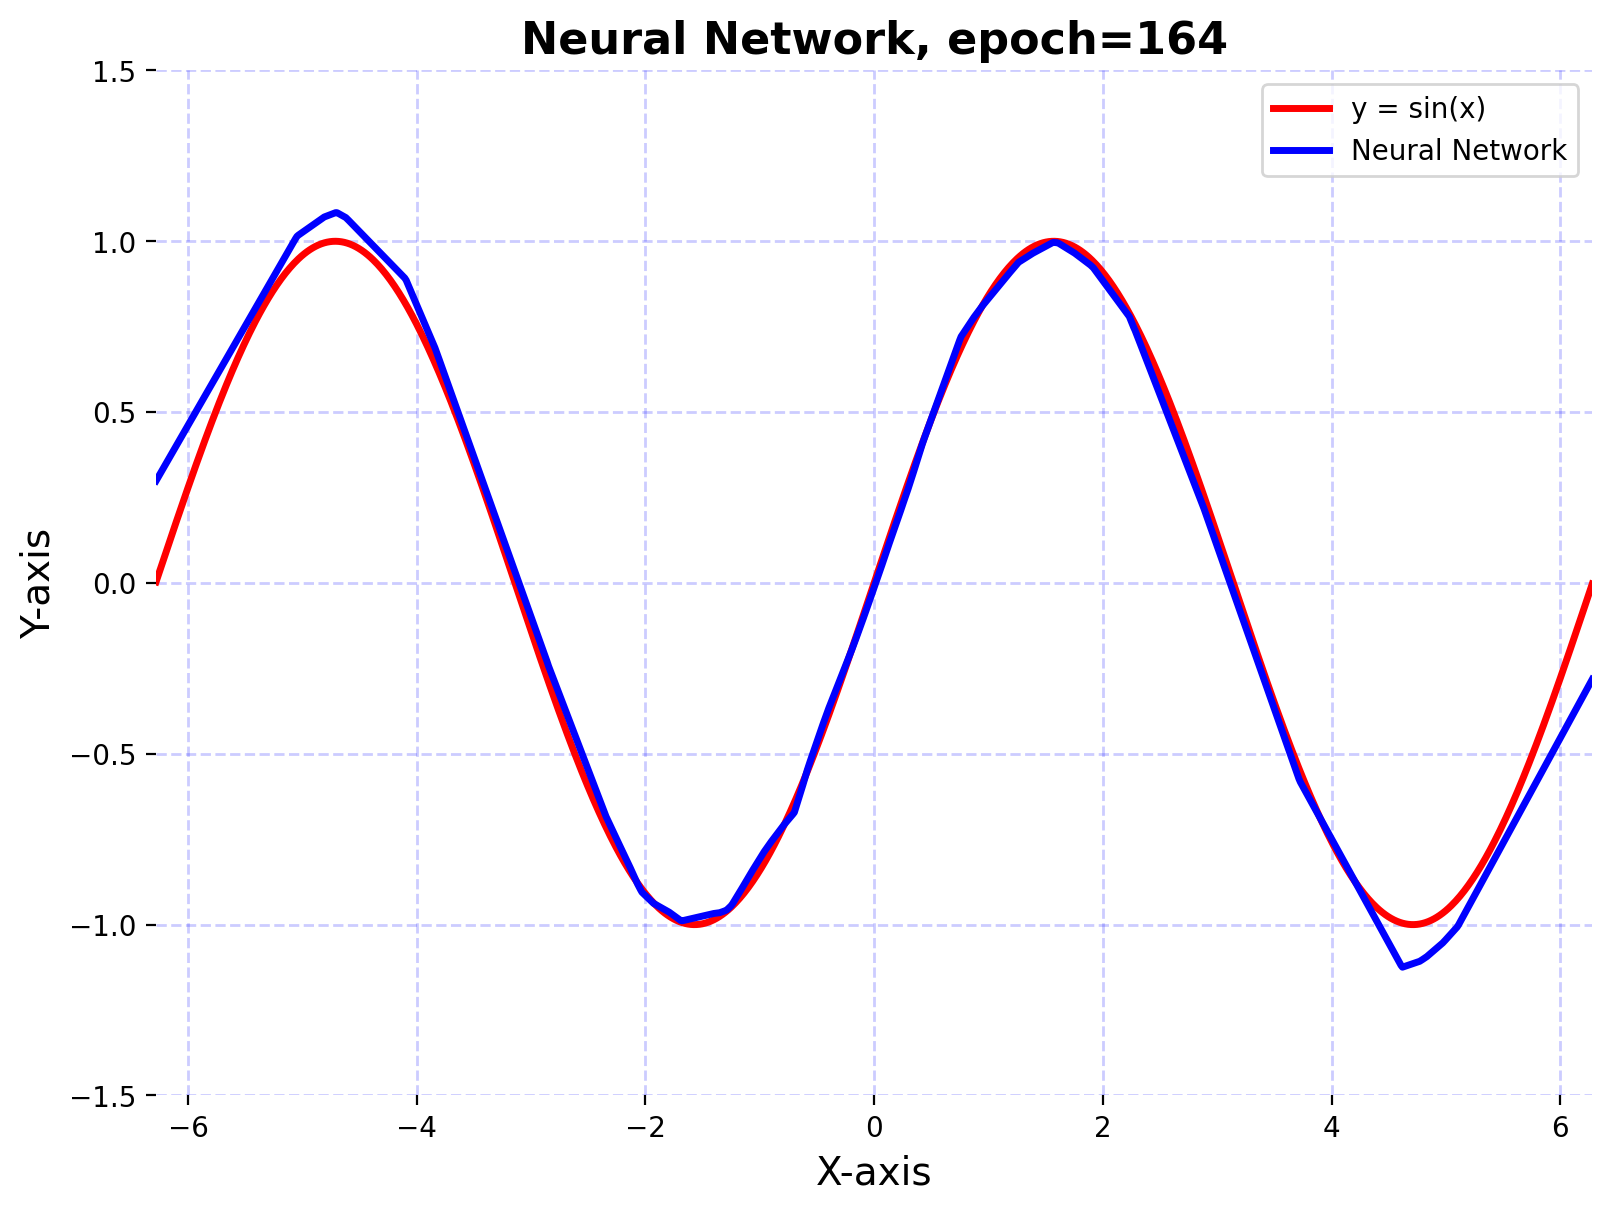 Neural Network, epoch=164
1.5
1.0
0.5
0.0
−0.5
−1.0
−1.5
Y-axis
y = sin(x)
Neural Network
−6 −4 −2 0 2 4 6
X-axis